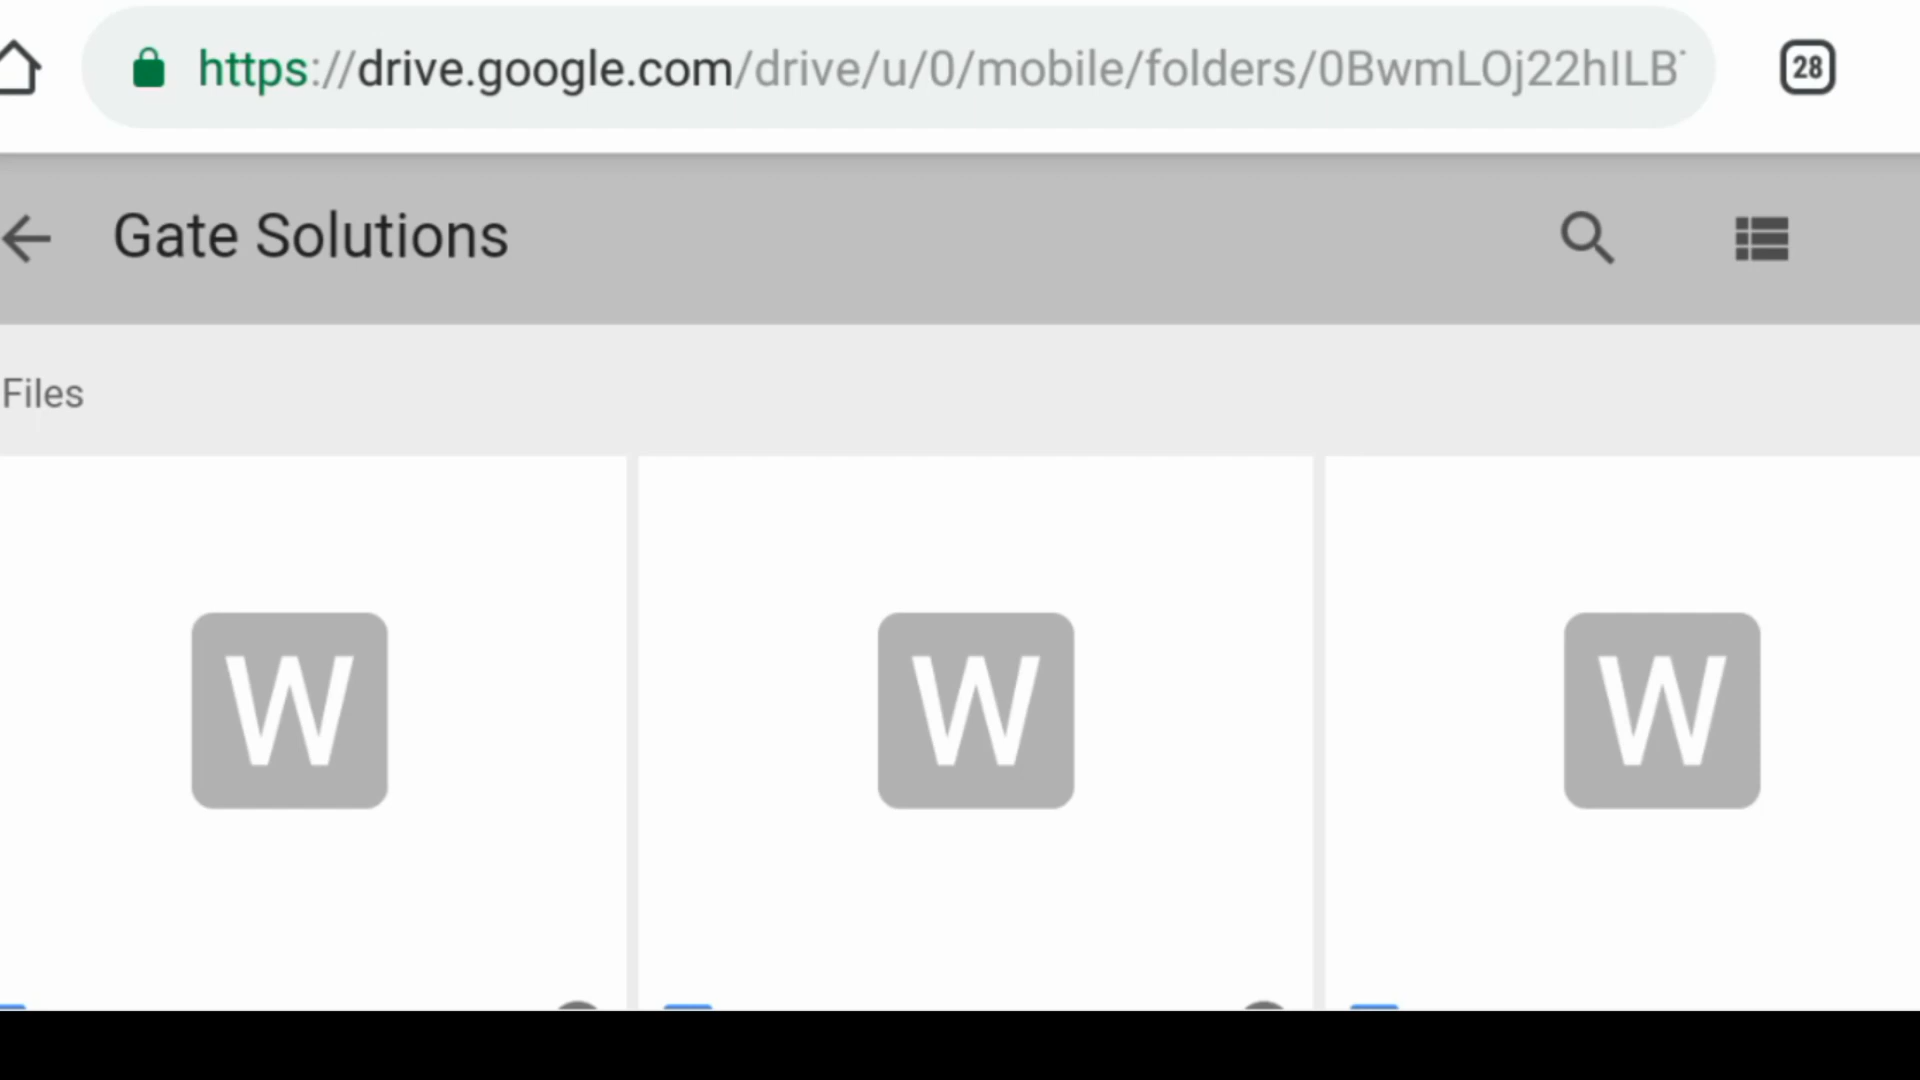 https://drive.google.com/drive/u/0/mobile/folders/0BwmLOj22hILB
28
Gate Solutions
Files
W W W